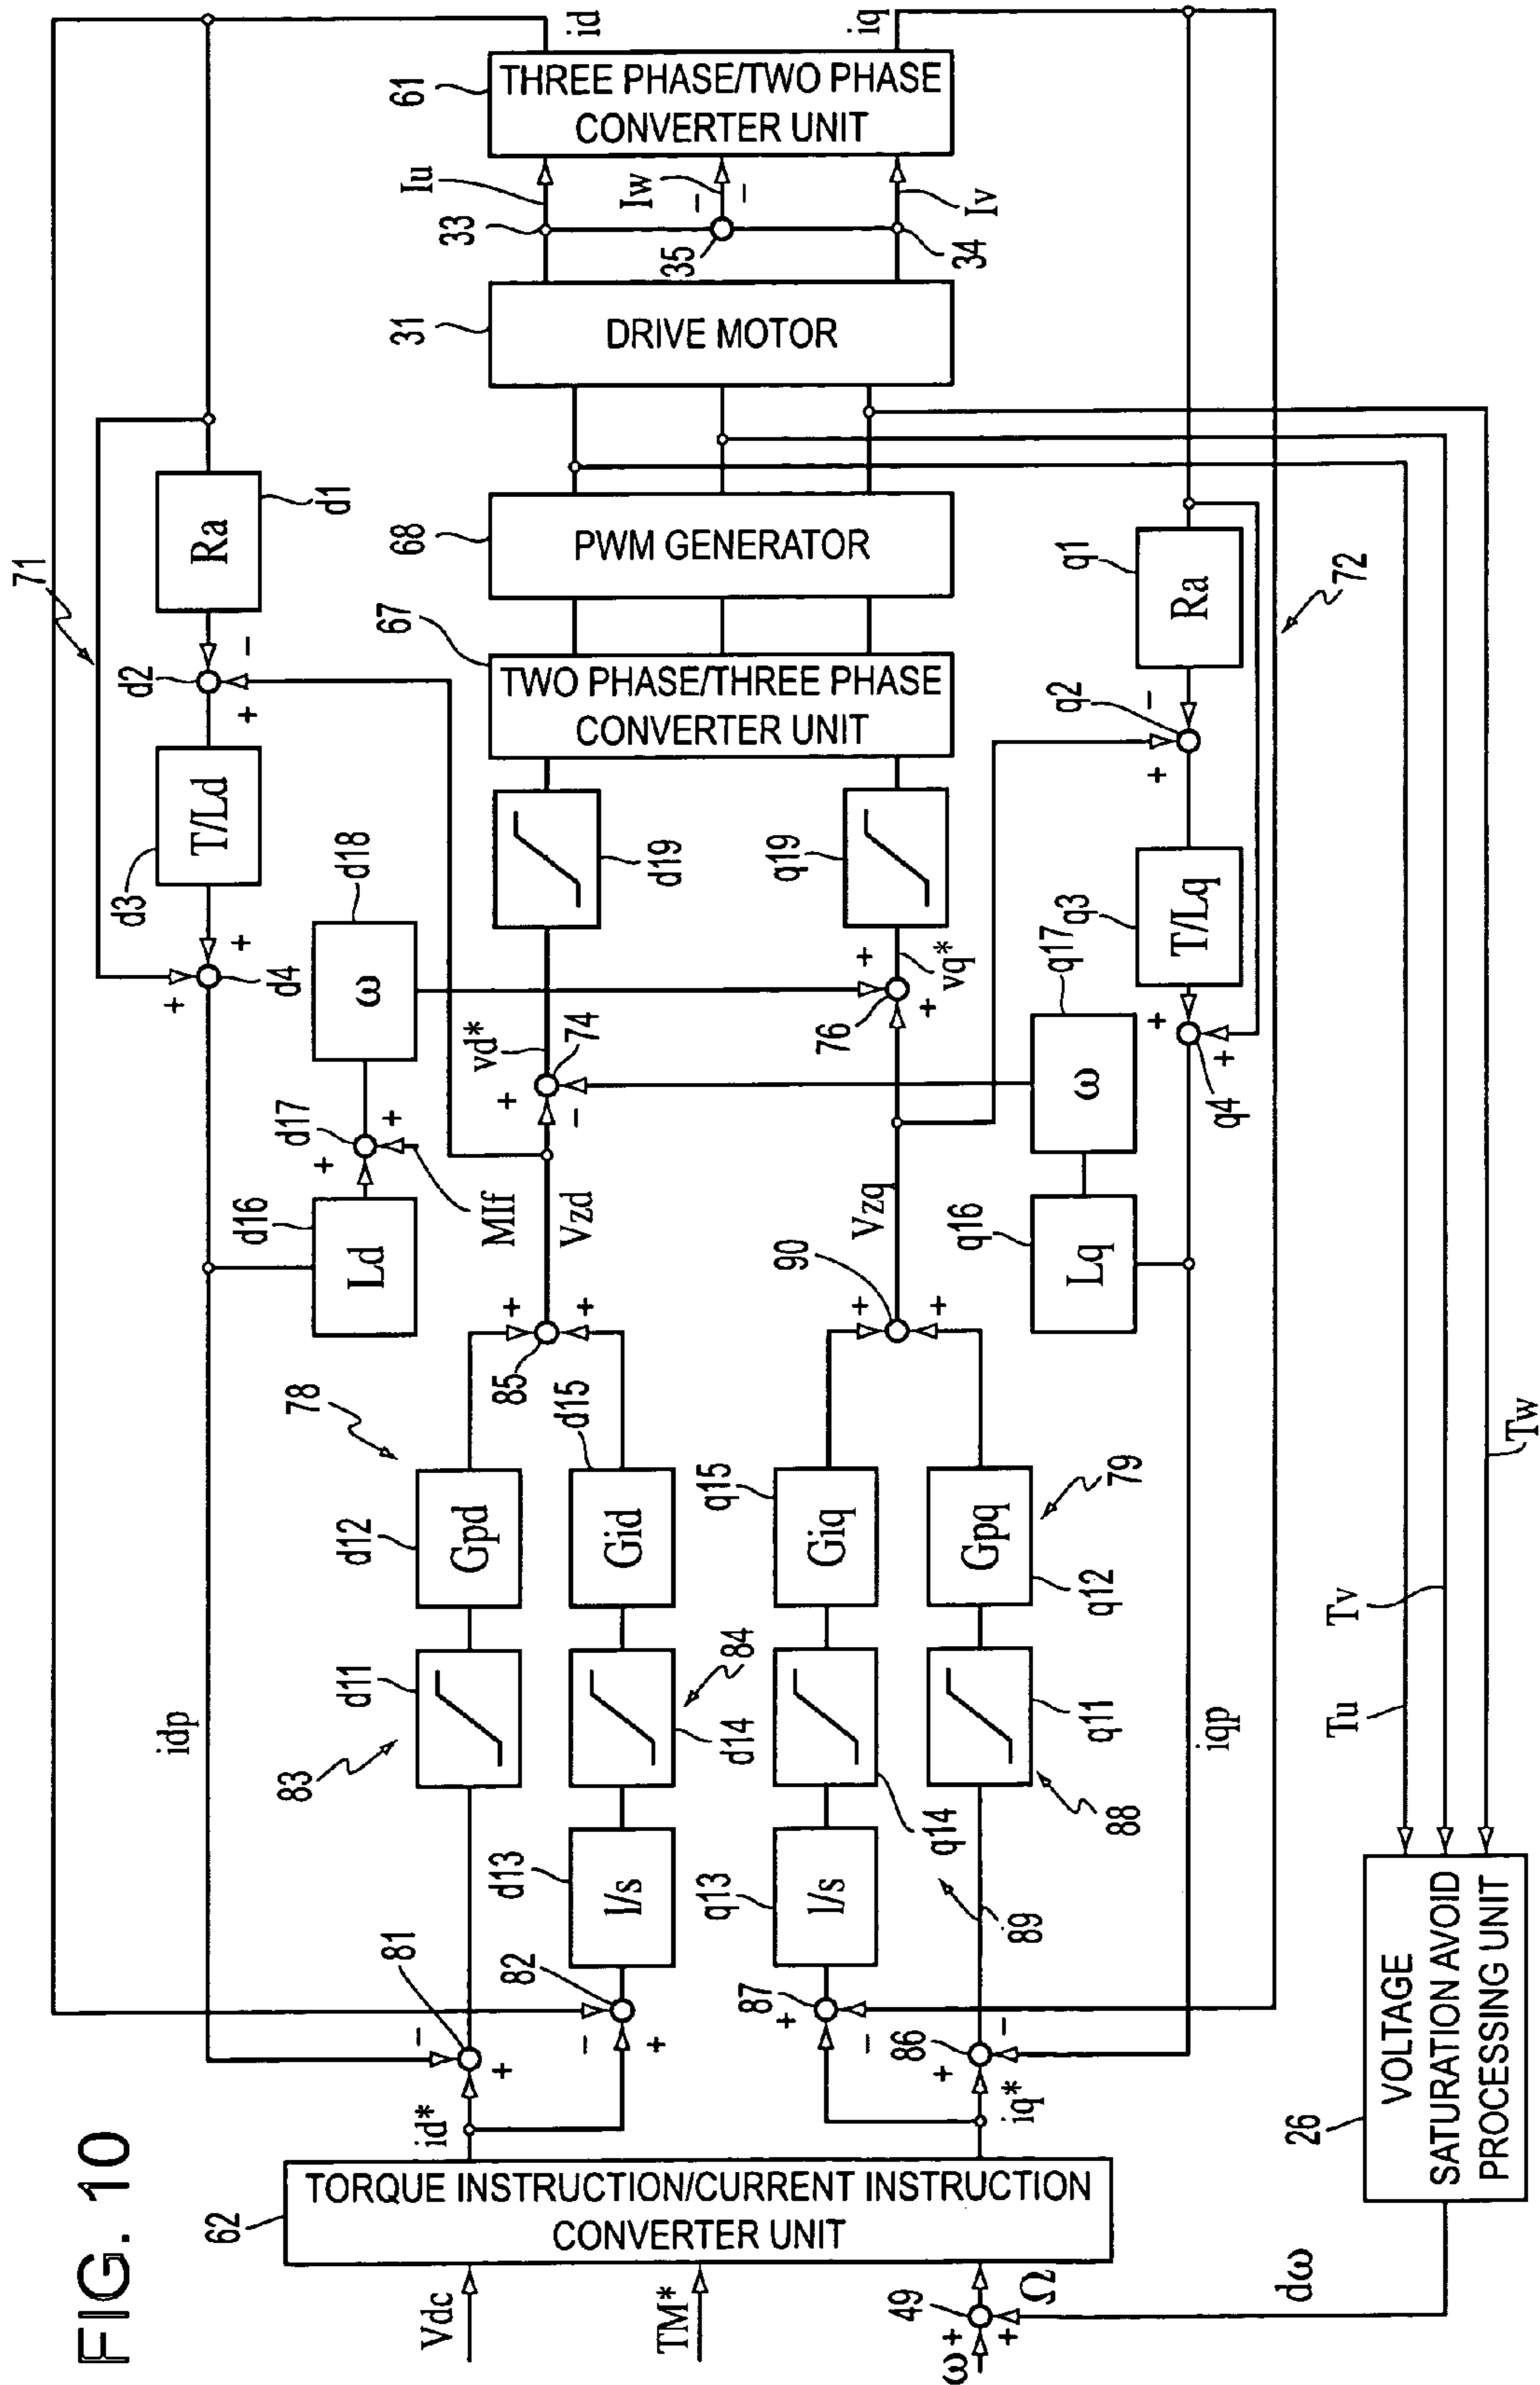 FIG. 10
Vdc
TM*
ω
+
+
49
Ω
dω
62
TORQUE INSTRUCTION/CURRENT INSTRUCTION
CONVERTER UNIT
26
VOLTAGE
SATURATION AVOID
PROCESSING UNIT
id*
iq*
81
−
+
82
−
+
87
+
−
86
+
−
83
d11
d12
Gpd
78
d13
1/s
d14
84
d15
Gid
q13
1/s
q14
89
q15
Giq
q11
88
q12
Gpq
79
idp
iqp
85
+
+
90
+
+
Vzd
Vzq
d16
Ld
d17
+
+
MIf
d18
ω
q16
Lq
q17
ω
74
+
−
vd*
76
+
+
vq*
d19
q19
71
d4
+
+
d3
T/Ld
d2
+
−
d1
Ra
72
q4
+
+
q3
T/Lq
q2
+
−
q1
Ra
67
TWO PHASE/THREE PHASE
CONVERTER UNIT
68
PWM GENERATOR
31
DRIVE MOTOR
33
34
35
−
−
Iu
Iw
Iv
61
THREE PHASE/TWO PHASE
CONVERTER UNIT
id
iq
Tu
Tv
Tw